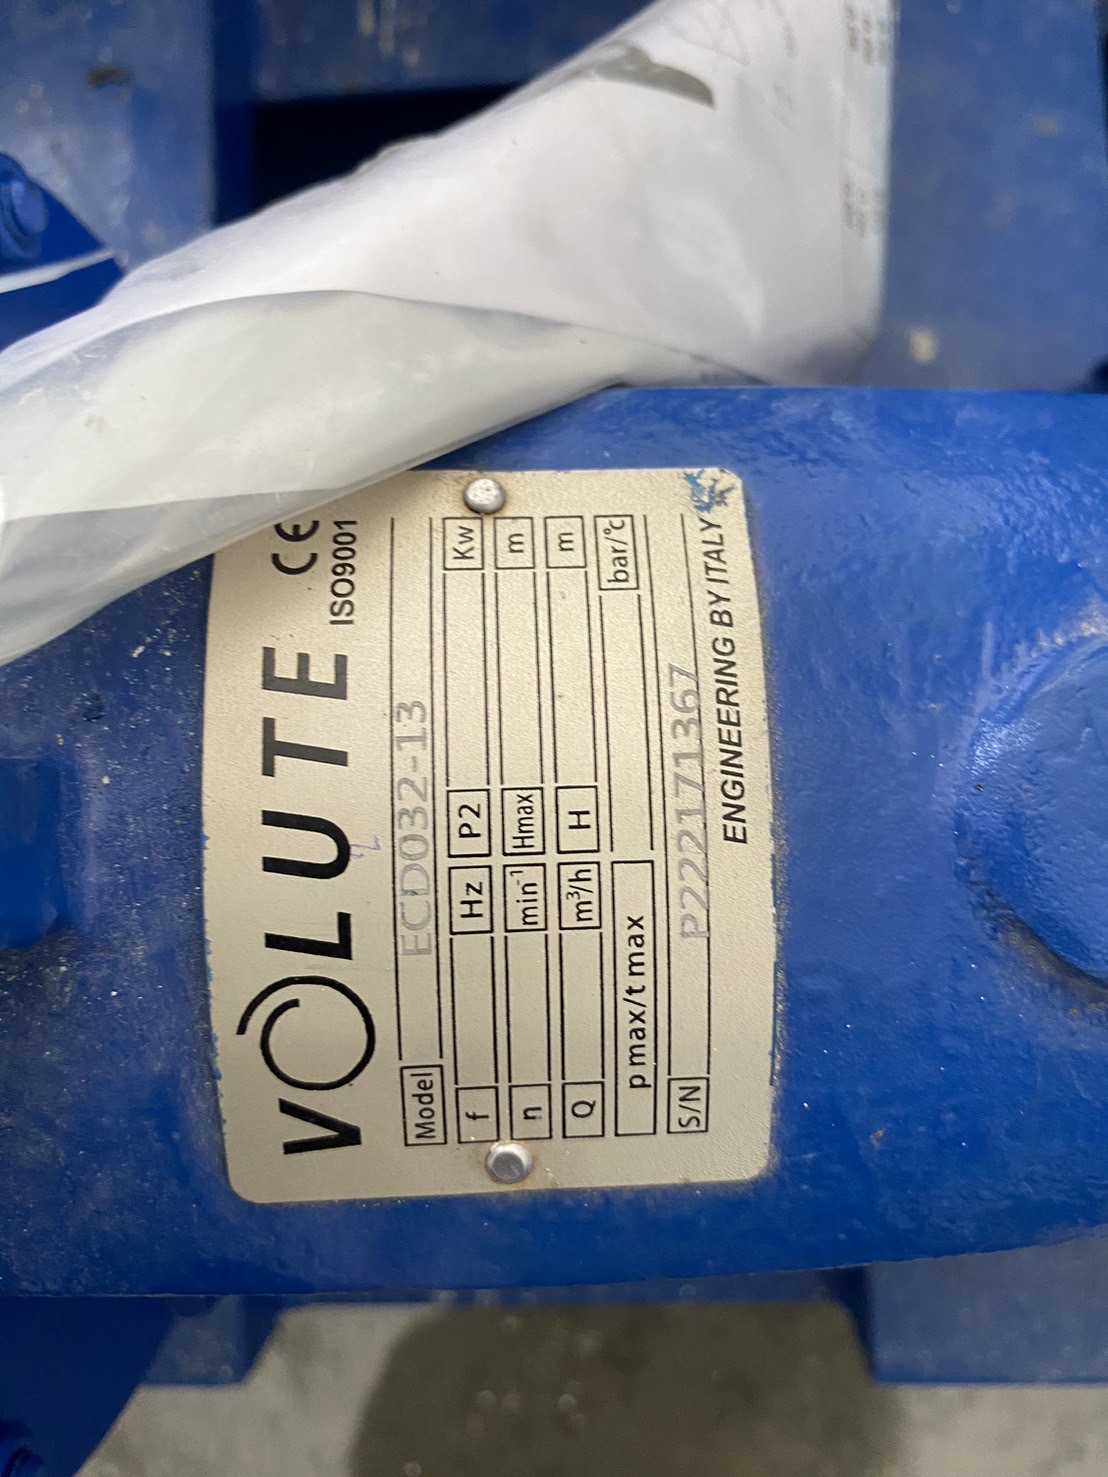 VOLUTE CE
ISO9001
Model ECD032-13
f Hz P2 Kw
n min⁻¹ Hmax m
Q m³/h H m
p max/t max bar/℃
S/N P222171367
ENGINEERING BY ITALY